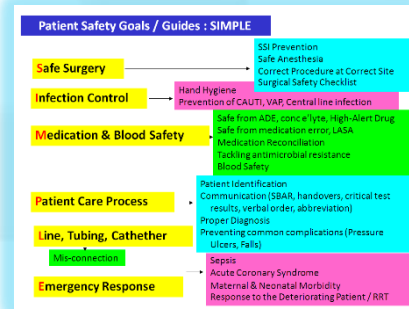 Patient Safety Goals / Guides : SIMPLE
SSI Prevention
Safe Anesthesia
Correct Procedure at Correct Site
Surgical Safety Checklist
Safe Surgery
Hand Hygiene
Prevention of CAUTI, VAP, Central line infection
Infection Control
Safe from ADE, conc e'lyte, High-Alert Drug
Safe from medication error, LASA
Medication Reconciliation
Tackling antimicrobial resistance
Blood Safety
Medication & Blood Safety
Patient Identification
Communication (SBAR, handovers, critical test
results, verbal order, abbreviation)
Proper Diagnosis
Preventing common complications (Pressure
Ulcers, Falls)
Patient Care Process
Line, Tubing, Cathether
Mis-connection
Sepsis
Acute Coronary Syndrome
Maternal & Neonatal Morbidity
Response to the Deteriorating Patient / RRT
Emergency Response